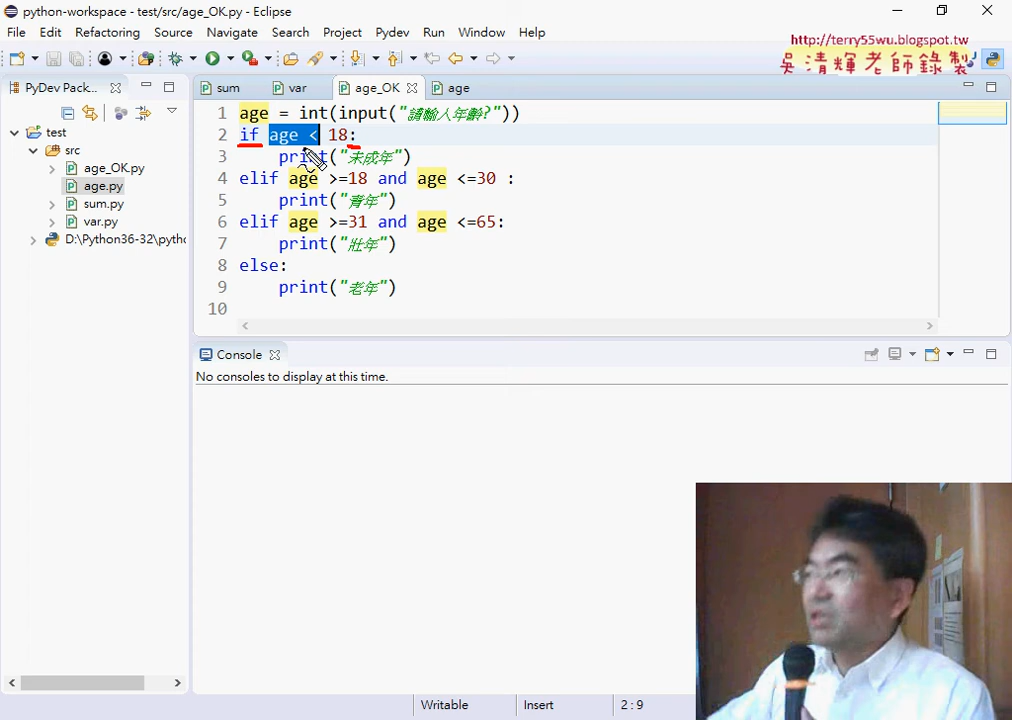 python-workspace - test/src/age_OK.py - Eclipse
File Edit Refactoring Source Navigate Search Project Pydev Run Window Help
http://terry55wu.blogspot.tw
吳清輝老師錄製
PyDev Pack...
sum var age_OK age
test
src
age_OK.py
age.py
sum.py
var.py
D:\Python36-32\pytho
1 age = int(input("請輸入年齡?"))
2 if age < 18:
3 print("未成年")
4 elif age >=18 and age <=30 :
5 print("青年")
6 elif age >=31 and age <=65:
7 print("壯年")
8 else:
9 print("老年")
10
Console
No consoles to display at this time.
Writable Insert 2:9